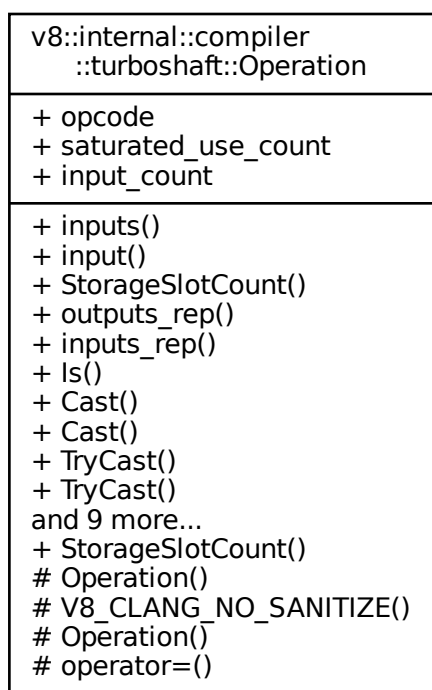 v8::internal::compiler
::turboshaft::Operation
+ opcode
+ saturated_use_count
+ input_count
+ inputs()
+ input()
+ StorageSlotCount()
+ outputs_rep()
+ inputs_rep()
+ Is()
+ Cast()
+ Cast()
+ TryCast()
+ TryCast()
and 9 more...
+ StorageSlotCount()
# Operation()
# V8_CLANG_NO_SANITIZE()
# Operation()
# operator=()